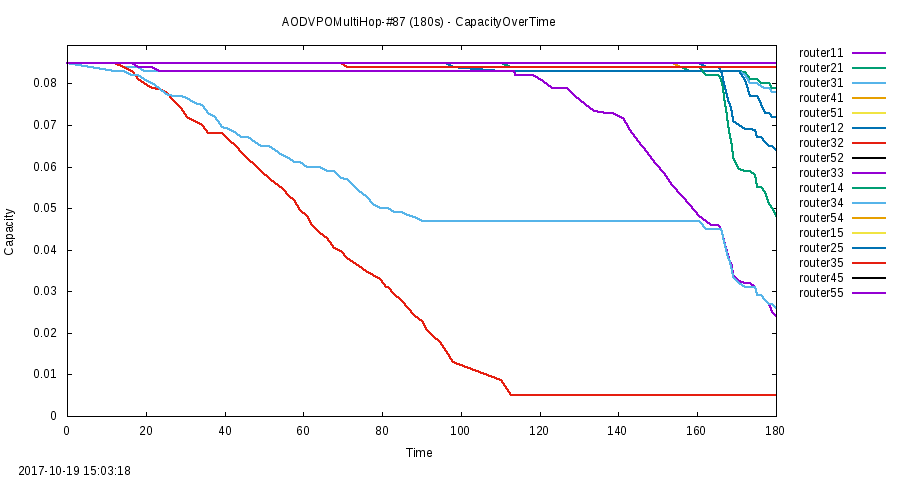 AODVPOMultiHop-#87 (180s) - CapacityOverTime
Capacity
0.08
0.07
0.06
0.05
0.04
0.03
0.02
0.01
0
0 20 40 60 80 100 120 140 160 180
Time
router11
router21
router31
router41
router51
router12
router32
router52
router33
router14
router34
router54
router15
router25
router35
router45
router55
2017-10-19 15:03:18